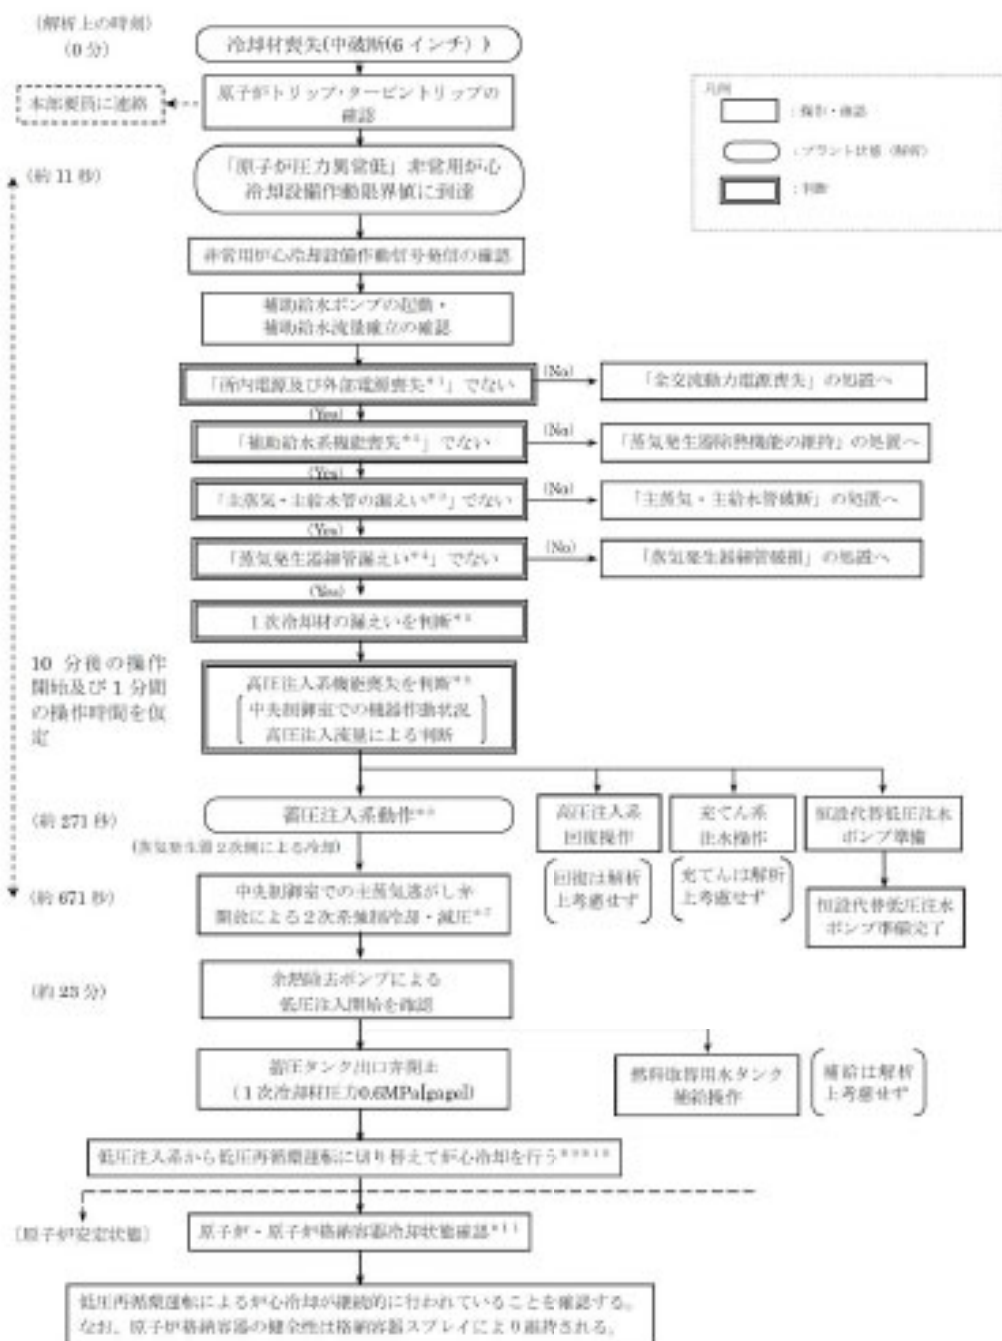 (解析上の時刻)
(0 分)
冷却材喪失(中破断(6 インチ) )
原子炉トリップ・タービントリップの
確認
本部要員に連絡
凡例
: 操作・確認
: プラント状態 (解析)
: 判断
(約 11 秒)
「原子炉圧力異常低」非常用炉心
冷却設備作動限界値に到達
非常用炉心冷却設備作動信号発信の確認
補助給水ポンプの起動・
補助給水流量確立の確認
「所内電源及び外部電源喪失*1」でない
(No)
「全交流動力電源喪失」の処置へ
(Yes)
「補助給水系機能喪失*2」でない
(No)
「蒸気発生器除熱機能の維持」の処置へ
(Yes)
「主蒸気・主給水管の漏えい*3」でない
(No)
「主蒸気・主給水管破断」の処置へ
(Yes)
「蒸気発生器細管漏えい*4」でない
(No)
「蒸気発生器細管破損」の処置へ
(Yes)
1次冷却材の漏えいを判断
10 分後の操作
開始及び 1 分間
の操作時間を仮
定
高圧注入系機能喪失を判断
中央制御室での機器作動状況
高圧注入流量による判断
(約 271 秒)
蓄圧注入系動作
(蒸気発生器2次側による冷却)
高圧注入系
回復操作
回復は解析
上考慮せず
充てん系
注水操作
充てんは解析
上考慮せず
恒設代替低圧注水
ポンプ準備
恒設代替低圧注水
ポンプ準備完了
(約 671 秒)
中央制御室での主蒸気逃がし弁
開放による2次系強制冷却・減圧*7
(約 23 分)
余熱除去ポンプによる
低圧注入開始を確認
蓄圧タンク出口弁閉止
(1次冷却材圧力0.6MPa[gage])
燃料取替用水タンク
補給操作
補給は解析
上考慮せず
低圧注入系から低圧再循環運転に切り替えて炉心冷却を行う
[原子炉安定状態]
原子炉・原子炉格納容器冷却状態確認*11
低圧再循環運転による炉心冷却が継続的に行われていることを確認する。
なお、原子炉格納容器の健全性は格納容器スプレイにより維持される。